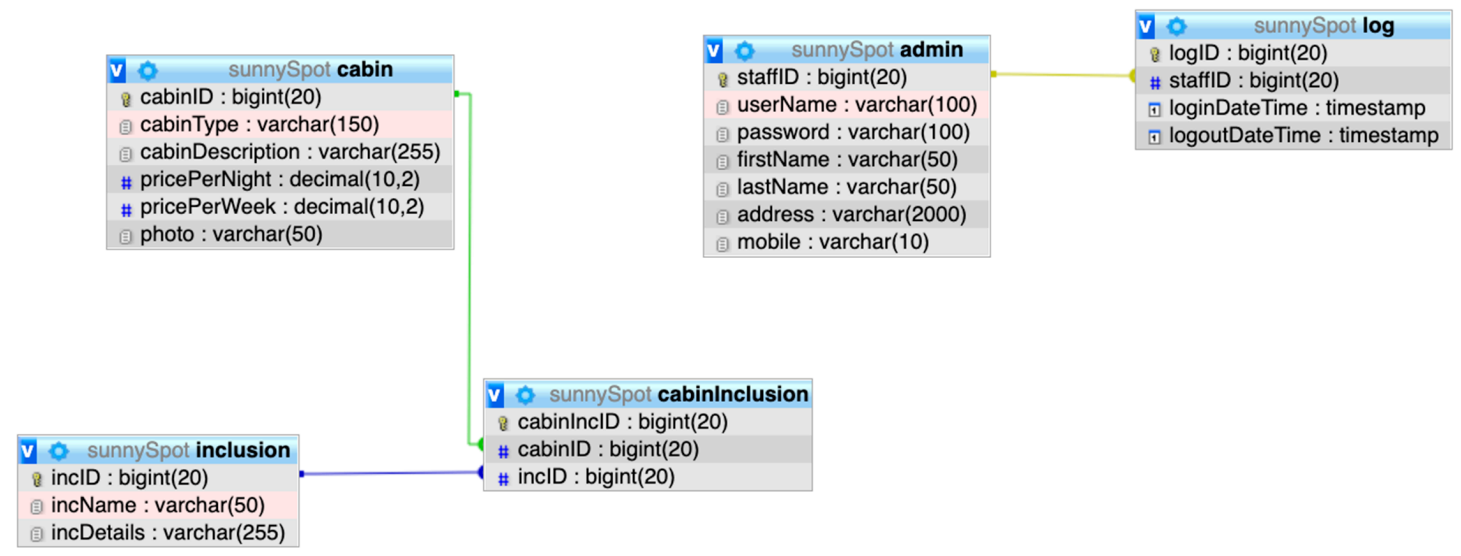 sunnySpot cabin
cabinID : bigint(20)
cabinType : varchar(150)
cabinDescription : varchar(255)
pricePerNight : decimal(10,2)
pricePerWeek : decimal(10,2)
photo : varchar(50)
sunnySpot admin
staffID : bigint(20)
userName : varchar(100)
password : varchar(100)
firstName : varchar(50)
lastName : varchar(50)
address : varchar(2000)
mobile : varchar(10)
sunnySpot log
logID : bigint(20)
staffID : bigint(20)
loginDateTime : timestamp
logoutDateTime : timestamp
sunnySpot inclusion
incID : bigint(20)
incName : varchar(50)
incDetails : varchar(255)
sunnySpot cabinInclusion
cabinIncID : bigint(20)
cabinID : bigint(20)
incID : bigint(20)